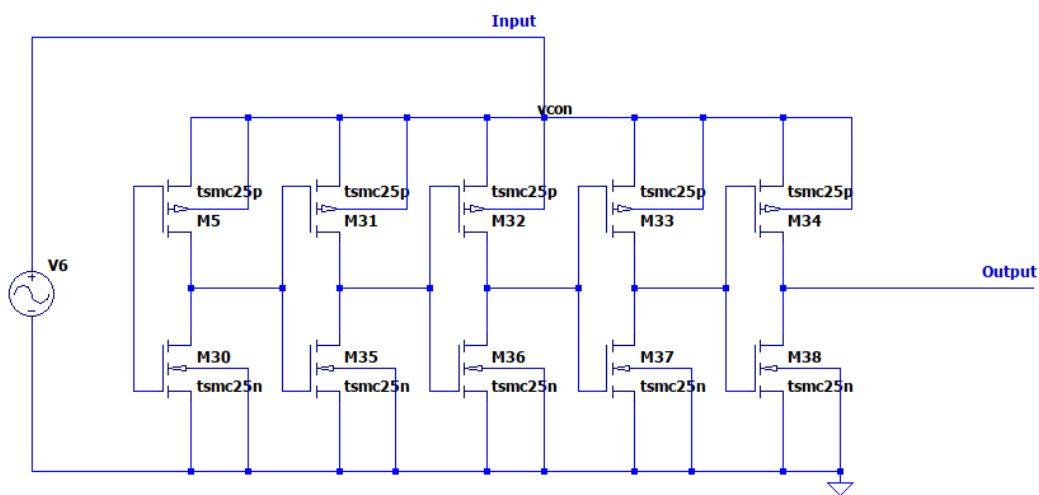 Input
vcon
tsmc25p
tsmc25p
tsmc25p
tsmc25p
tsmc25p
M5
M31
M32
M33
M34
V6
Output
M30
M35
M36
M37
M38
tsmc25n
tsmc25n
tsmc25n
tsmc25n
tsmc25n